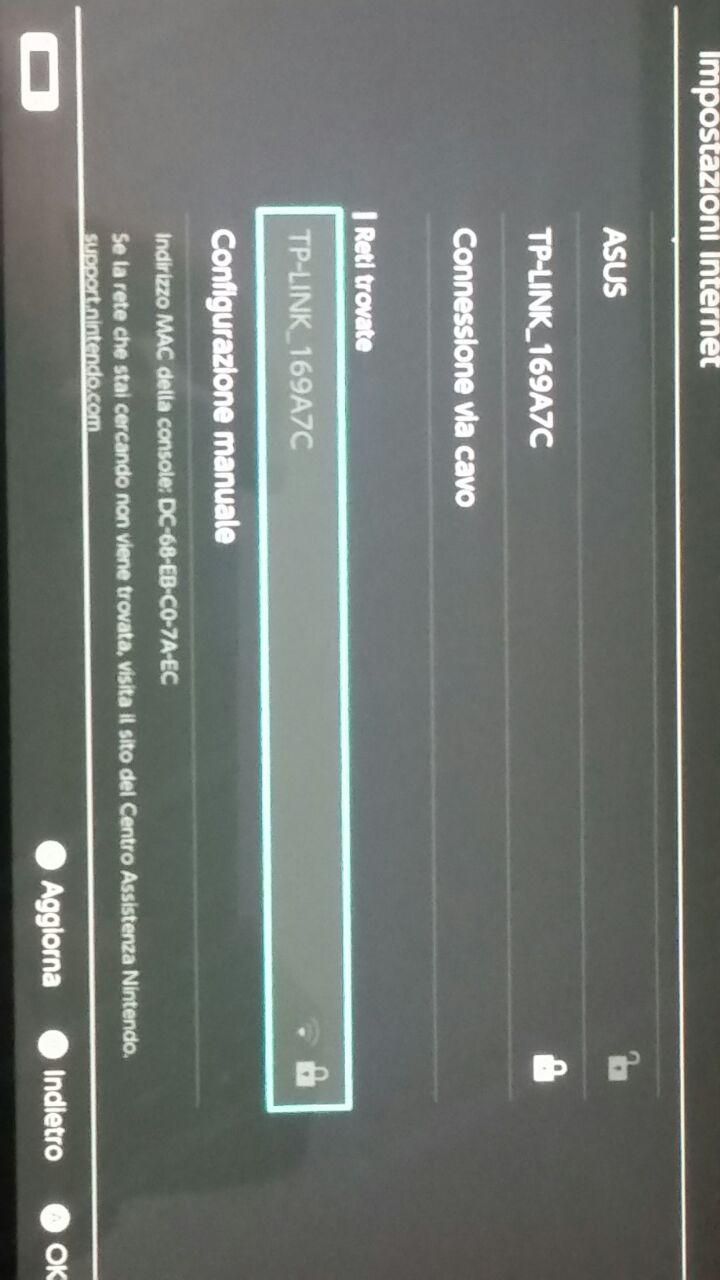 Impostazioni Internet
ASUS
TP-LINK_169A7C
Connessione via cavo
Reti trovate
TP-LINK_169A7C
Configurazione manuale
Indirizzo MAC della console: DC-68-EB-C0-7A-EC
Se la rete che stai cercando non viene trovata, visita il sito del Centro Assistenza Nintendo.
support.nintendo.com
Aggiorna
Indietro
A OK